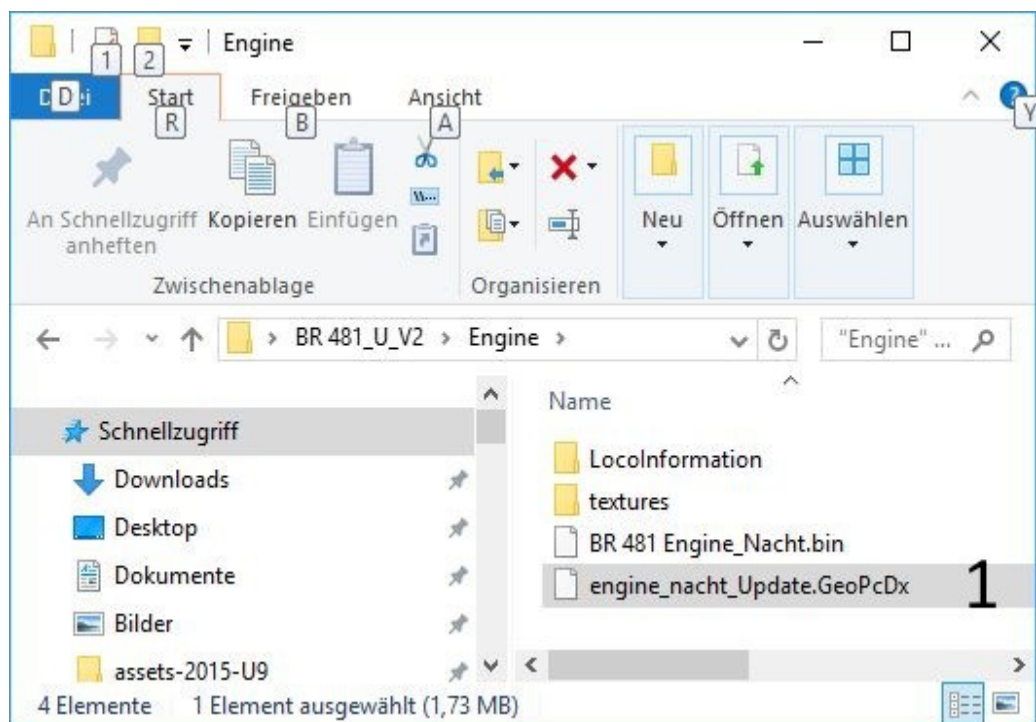 1 2 Engine
D Datei Start Freigeben Ansicht
R B A Y
An Schnellzugriff anheften
Kopieren Einfügen
Neu Öffnen Auswählen
Zwischenablage Organisieren
BR 481_U_V2 Engine "Engine" ...
Name
Schnellzugriff
Downloads
Desktop
Dokumente
Bilder
assets-2015-U9
LocoInformation
textures
BR 481 Engine_Nacht.bin
engine_nacht_Update.GeoPcDx 1
4 Elemente 1 Element ausgewählt (1,73 MB)